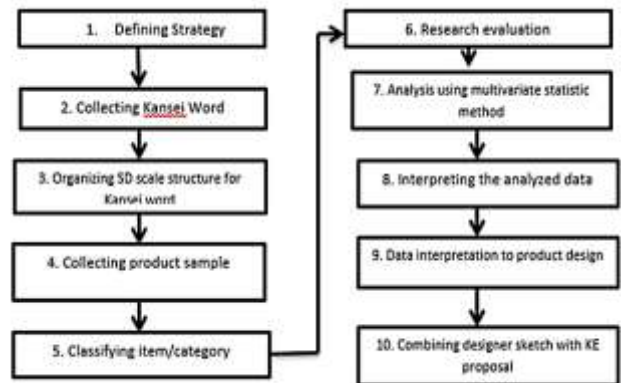 1. Defining Strategy
2. Collecting Kansei Word
3. Organizing SD scale structure for
Kansei word
4. Collecting product sample
5. Classifying item/category
6. Research evaluation
7. Analysis using multivariate statistic
method
8. Interpreting the analyzed data
9. Data interpretation to product design
10. Combining designer sketch with KE
proposal